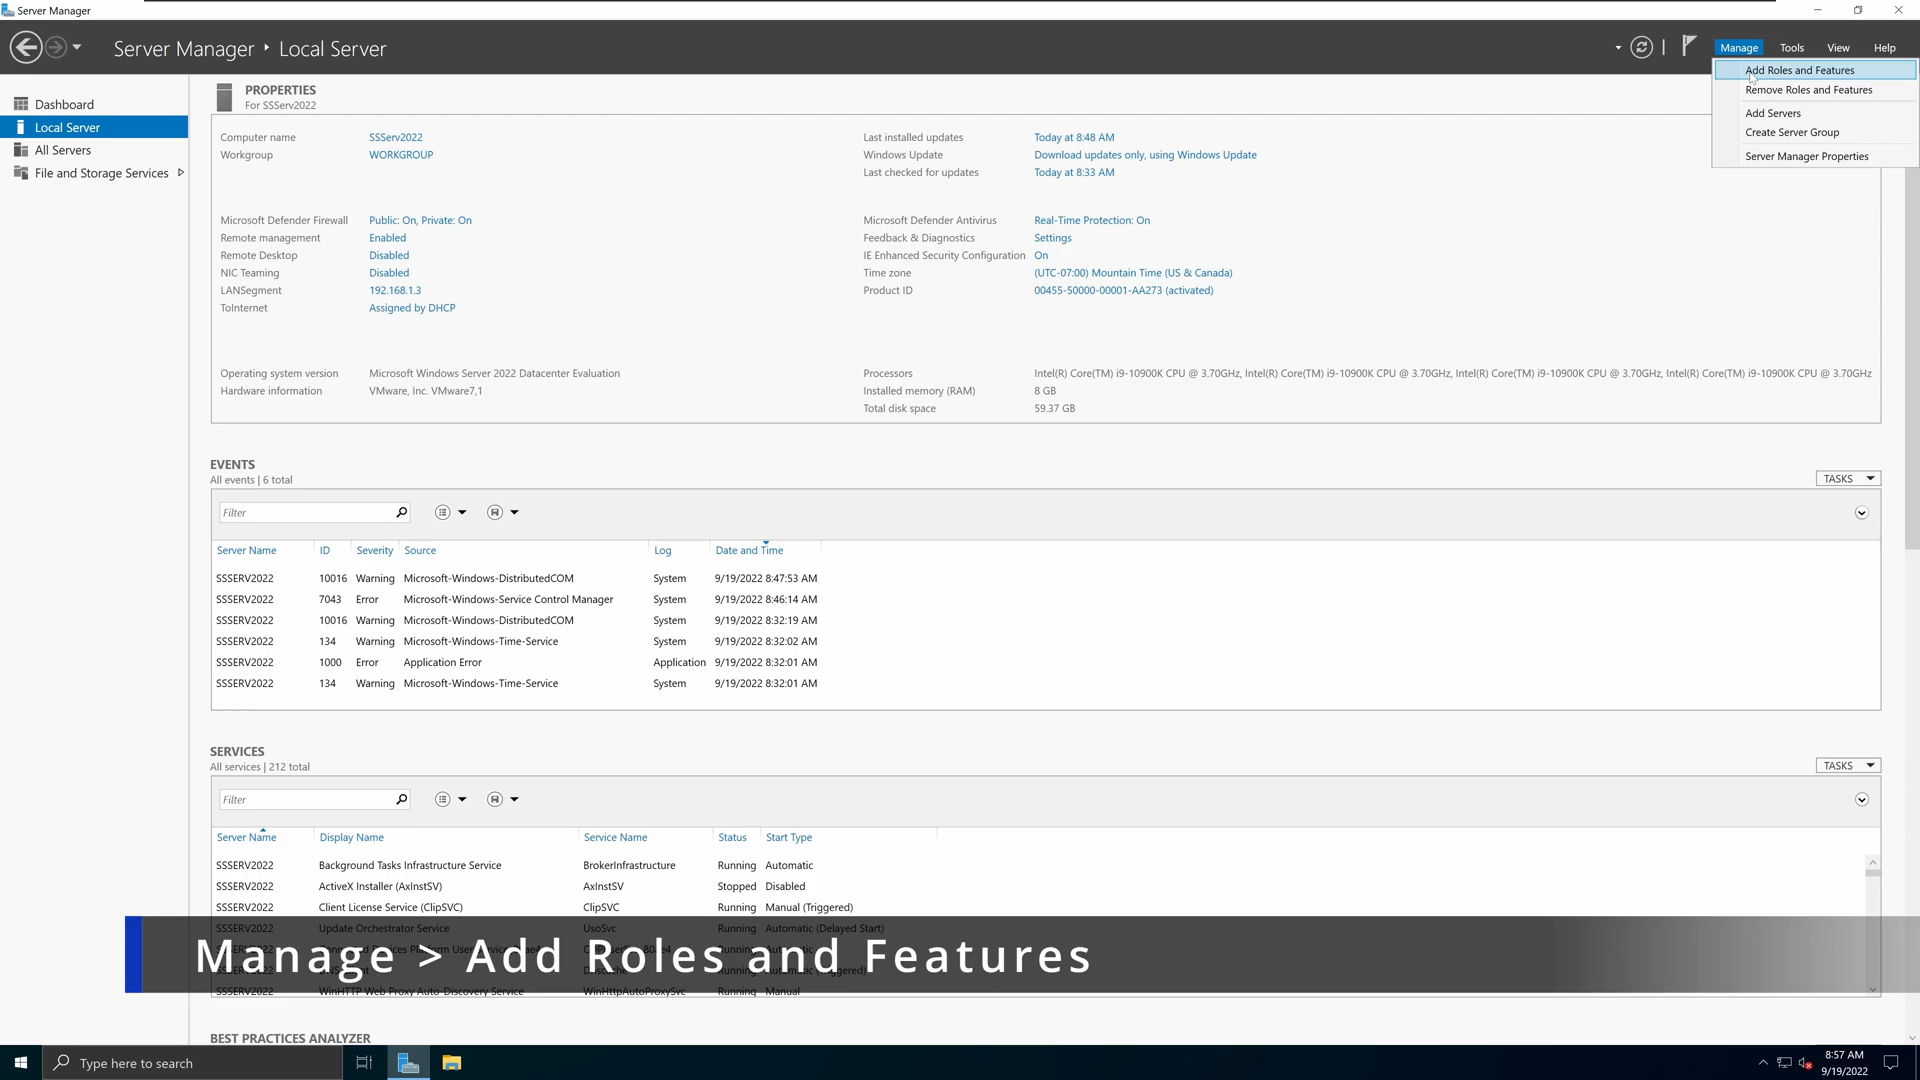 Server Manager
Server Manager ‣ Local Server
Manage Tools View Help
Add Roles and Features
Remove Roles and Features
Add Servers
Create Server Group
Server Manager Properties
Dashboard
Local Server
All Servers
File and Storage Services
PROPERTIES
For SSServ2022
Computer name SSServ2022
Workgroup WORKGROUP
Last installed updates Today at 8:48 AM
Windows Update Download updates only, using Windows Update
Last checked for updates Today at 8:33 AM
Microsoft Defender Firewall Public: On, Private: On
Remote management Enabled
Remote Desktop Disabled
NIC Teaming Disabled
LANSegment 192.168.1.3
ToInternet Assigned by DHCP
Microsoft Defender Antivirus Real-Time Protection: On
Feedback & Diagnostics Settings
IE Enhanced Security Configuration On
Time zone (UTC-07:00) Mountain Time (US & Canada)
Product ID 00455-50000-00001-AA273 (activated)
Operating system version Microsoft Windows Server 2022 Datacenter Evaluation
Hardware information VMware, Inc. VMware7,1
Processors Intel(R) Core(TM) i9-10900K CPU @ 3.70GHz, Intel(R) Core(TM) i9-10900K CPU @ 3.70GHz, Intel(R) Core(TM) i9-10900K CPU @ 3.70GHz, Intel(R) Core(TM) i9-10900K CPU @ 3.70GHz
Installed memory (RAM) 8 GB
Total disk space 59.37 GB
EVENTS
All events | 6 total
TASKS
Filter
Server Name ID Severity Source Log Date and Time
SSSERV2022 10016 Warning Microsoft-Windows-DistributedCOM System 9/19/2022 8:47:53 AM
SSSERV2022 7043 Error Microsoft-Windows-Service Control Manager System 9/19/2022 8:46:14 AM
SSSERV2022 10016 Warning Microsoft-Windows-DistributedCOM System 9/19/2022 8:32:19 AM
SSSERV2022 134 Warning Microsoft-Windows-Time-Service System 9/19/2022 8:32:02 AM
SSSERV2022 1000 Error Application Error Application 9/19/2022 8:32:01 AM
SSSERV2022 134 Warning Microsoft-Windows-Time-Service System 9/19/2022 8:32:01 AM
SERVICES
All services | 212 total
TASKS
Filter
Server Name Display Name Service Name Status Start Type
SSSERV2022 Background Tasks Infrastructure Service BrokerInfrastructure Running Automatic
SSSERV2022 ActiveX Installer (AxInstSV) AxInstSV Stopped Disabled
SSSERV2022 Client License Service (ClipSVC) ClipSVC Running Manual (Triggered)
SSSERV2022 Update Orchestrator Service UsoSvc Running Automatic (Delayed Start)
Manage > Add Roles and Features
SSSERV2022 WinHTTP Web Proxy Auto-Discovery Service WinHttpAutoProxySvc Running Manual
BEST PRACTICES ANALYZER
Type here to search
8:57 AM
9/19/2022